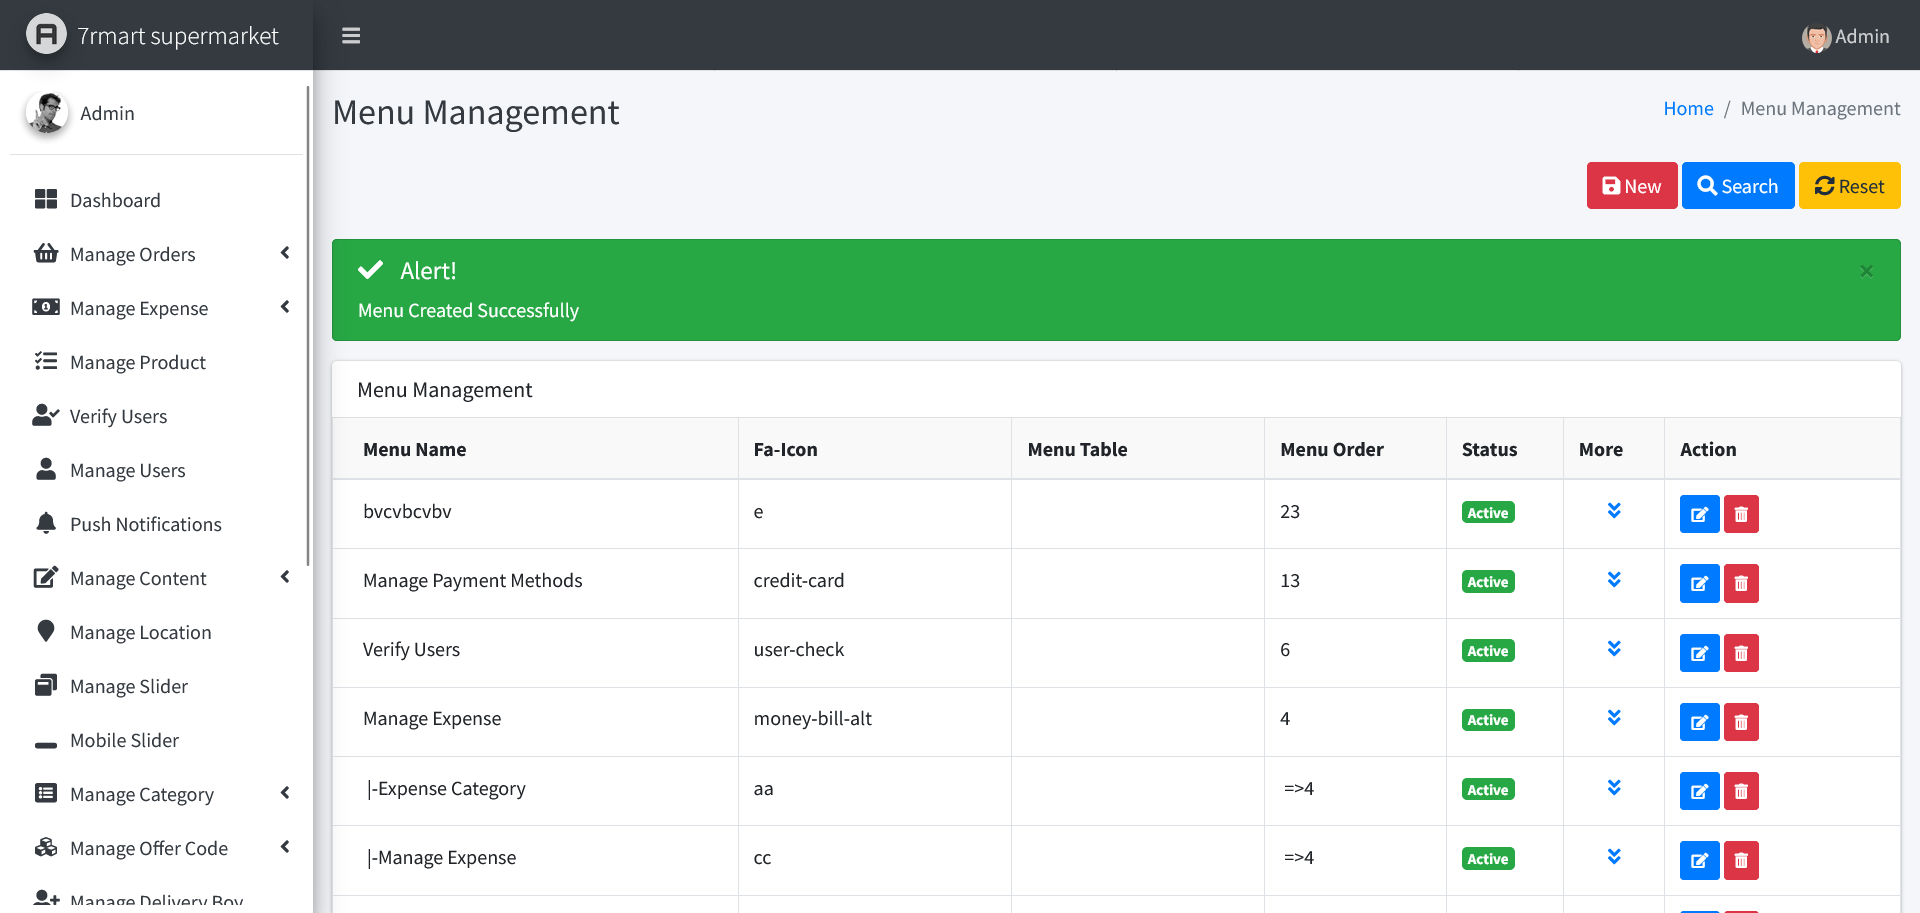 7rmart supermarket
Admin
Admin
Dashboard
Manage Orders
Manage Expense
Manage Product
Verify Users
Manage Users
Push Notifications
Manage Content
Manage Location
Manage Slider
Mobile Slider
Manage Category
Manage Offer Code
Manage Delivery Boy
Menu Management
Home / Menu Management
New Search Reset
Alert!
×
Menu Created Successfully
Menu Management
Menu Name Fa-Icon Menu Table Menu Order Status More Action
bvcvbcvbv e 23 Active
Manage Payment Methods credit-card 13 Active
Verify Users user-check 6 Active
Manage Expense money-bill-alt 4 Active
|-Expense Category aa =>4 Active
|-Manage Expense cc =>4 Active